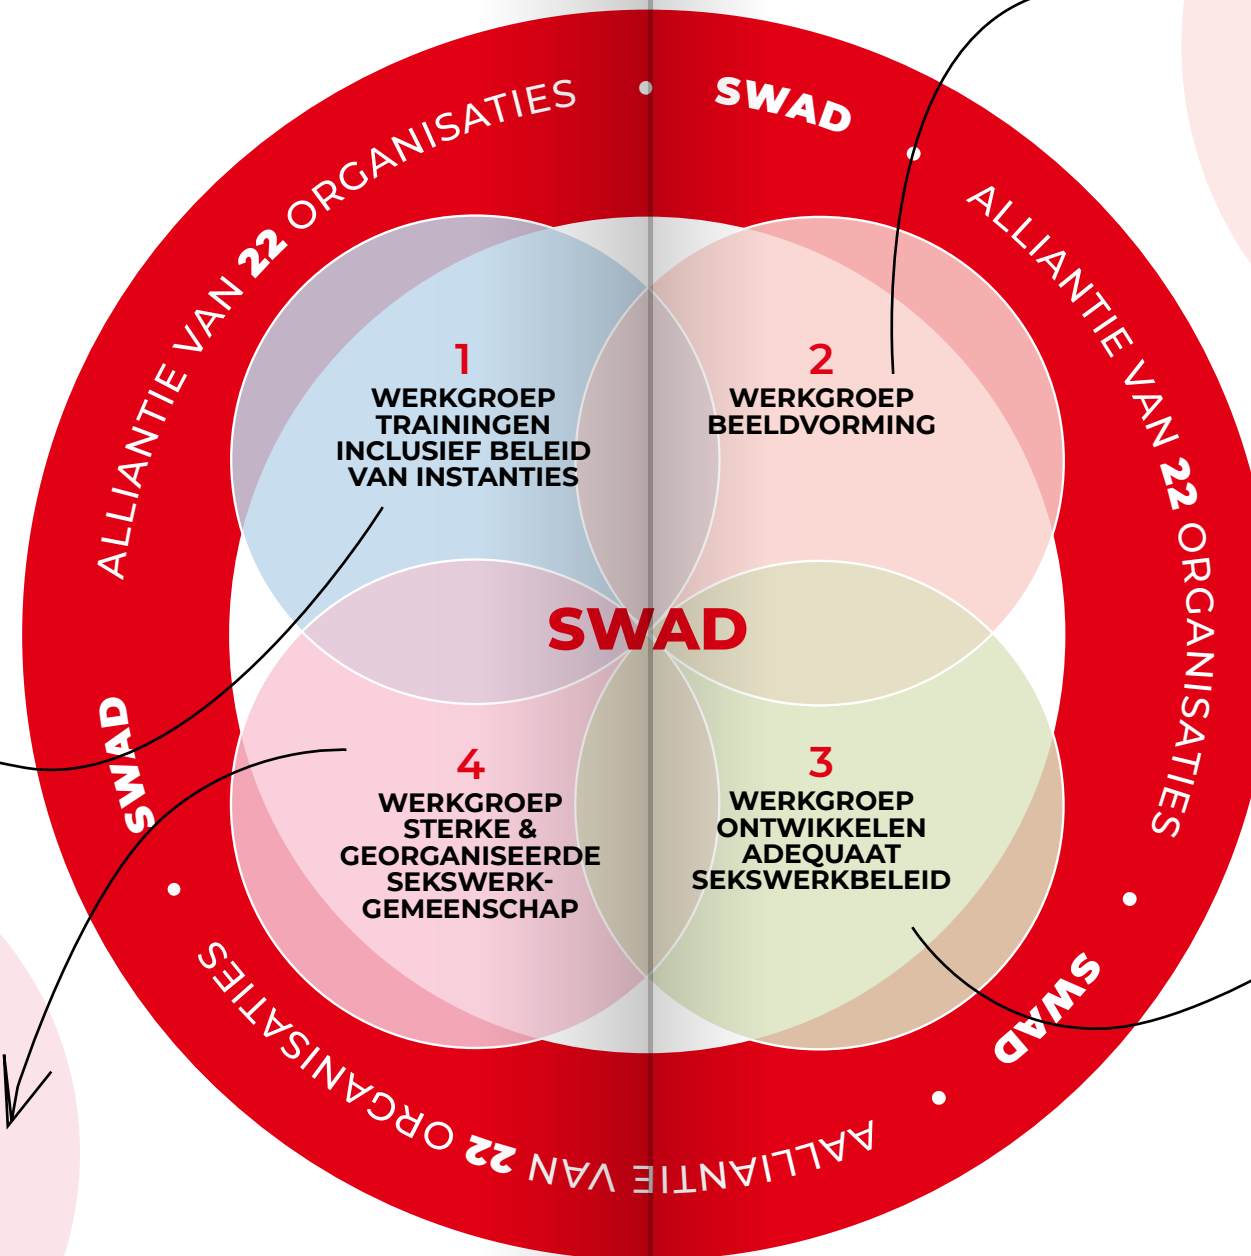 ALLIANTIE VAN 22 ORGANISATIES
•
SWAD
•
ALLIANTIE VAN 22 ORGANISATIES
•
SWAD
•
AALLIANTIE VAN 22 ORGANISATIES
•
SWAD
1
WERKGROEP
TRAININGEN
INCLUSIEF BELEID
VAN INSTANTIES
2
WERKGROEP
BEELDVORMING
SWAD
4
WERKGROEP
STERKE &
GEORGANISEERDE
SEKSWERK-
GEMEENSCHAP
3
WERKGROEP
ONTWIKKELEN
ADEQUAAT
SEKSWERKBELEID